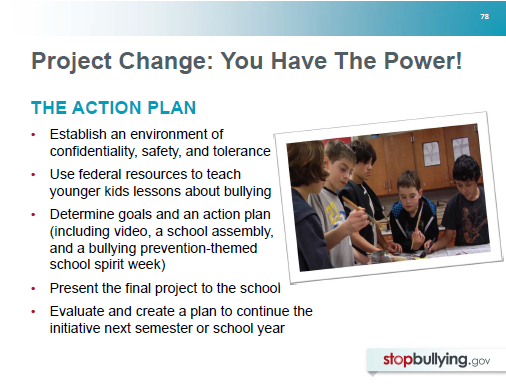 78
Project Change: You Have The Power!
THE ACTION PLAN
• Establish an environment of
confidentiality, safety, and tolerance
• Use federal resources to teach
younger kids lessons about bullying
• Determine goals and an action plan
(including video, a school assembly,
and a bullying prevention-themed
school spirit week)
• Present the final project to the school
• Evaluate and create a plan to continue the
initiative next semester or school year
stopbullying.gov